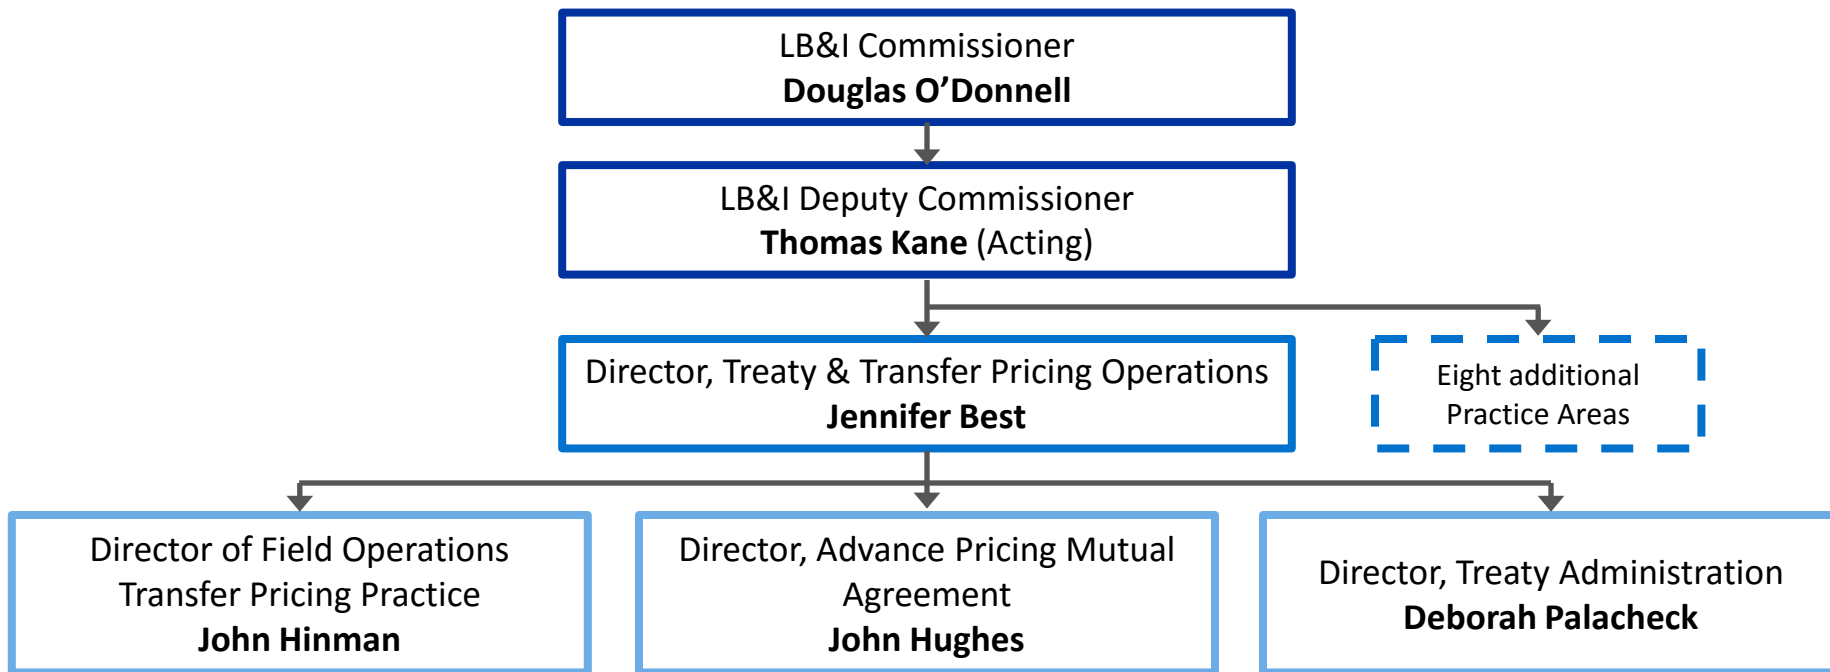 LB&I Commissioner
Douglas O’Donnell
LB&I Deputy Commissioner
Thomas Kane (Acting)
Director, Treaty & Transfer Pricing Operations
Jennifer Best
Eight additional
Practice Areas
Director of Field Operations
Transfer Pricing Practice
John Hinman
Director, Advance Pricing Mutual
Agreement
John Hughes
Director, Treaty Administration
Deborah Palacheck